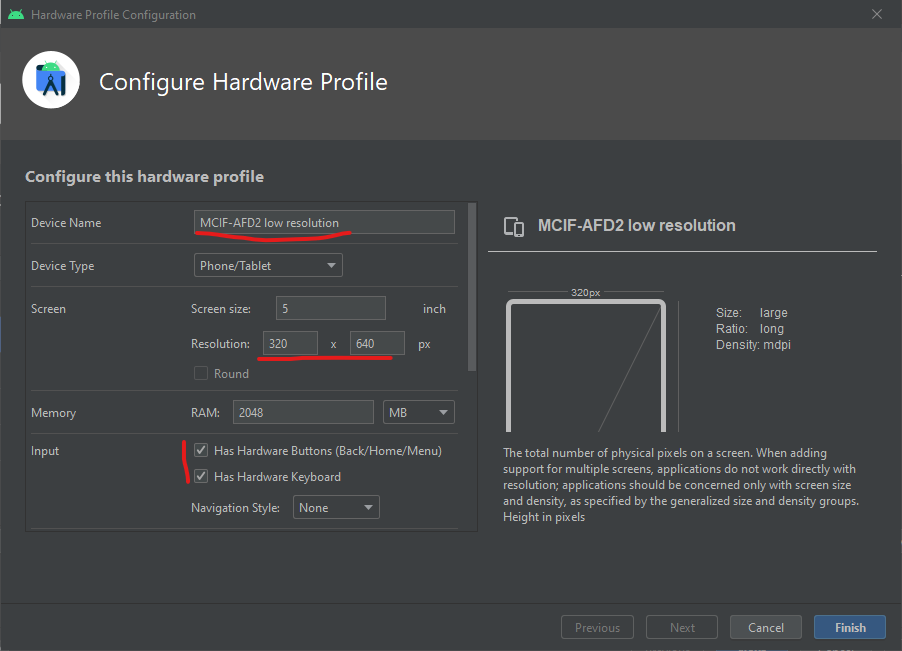 Hardware Profile Configuration
Configure Hardware Profile
Configure this hardware profile
Device Name MCIF-AFD2 low resolution
Device Type Phone/Tablet
Screen Screen size: 5 inch
Resolution: 320 x 640 px
Round
Memory RAM: 2048 MB
Input Has Hardware Buttons (Back/Home/Menu)
Has Hardware Keyboard
Navigation Style: None
MCIF-AFD2 low resolution
320px
Size: large
Ratio: long
Density: mdpi
The total number of physical pixels on a screen. When adding
support for multiple screens, applications do not work directly with
resolution; applications should be concerned only with screen size
and density, as specified by the generalized size and density groups.
Height in pixels
Previous Next Cancel Finish